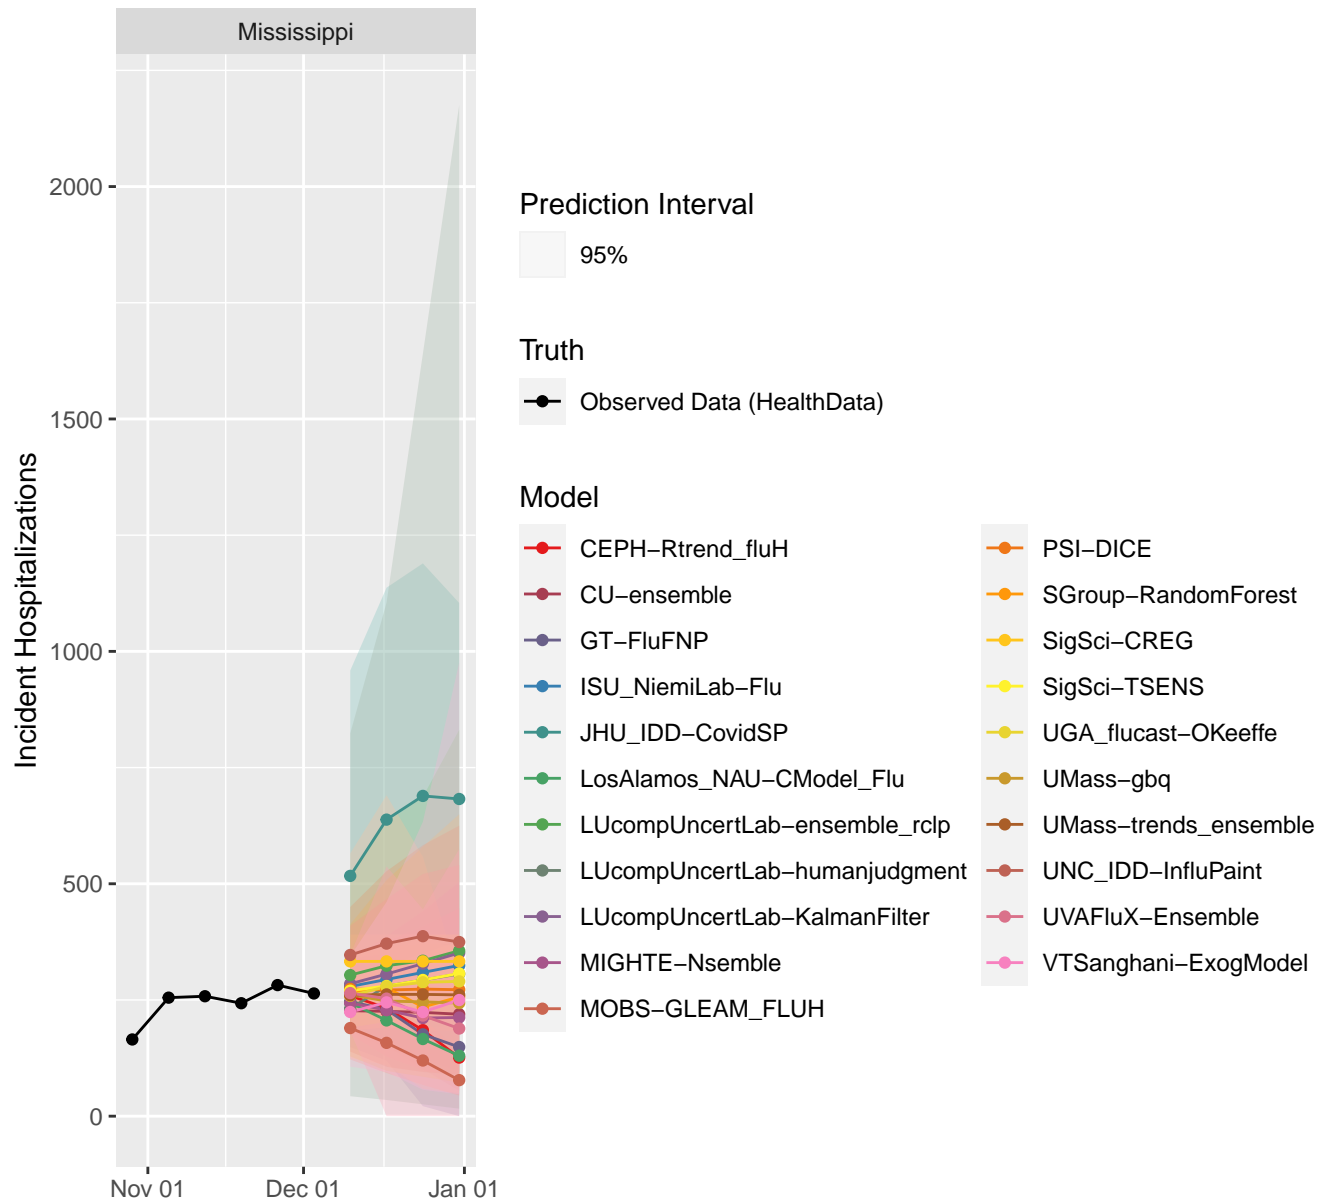 Mississippi
Incident Hospitalizations
2000
1500
1000
500
0
Nov 01
Dec 01
Jan 01
Prediction Interval
95%
Truth
Observed Data (HealthData)
Model
CEPH−Rtrend_fluH
CU−ensemble
GT−FluFNP
ISU_NiemiLab−Flu
JHU_IDD−CovidSP
LosAlamos_NAU−CModel_Flu
LUcompUncertLab−ensemble_rclp
LUcompUncertLab−humanjudgment
LUcompUncertLab−KalmanFilter
MIGHTE−Nsemble
MOBS−GLEAM_FLUH
PSI−DICE
SGroup−RandomForest
SigSci−CREG
SigSci−TSENS
UGA_flucast−OKeeffe
UMass−gbq
UMass−trends_ensemble
UNC_IDD−InfluPaint
UVAFluX−Ensemble
VTSanghani−ExogModel